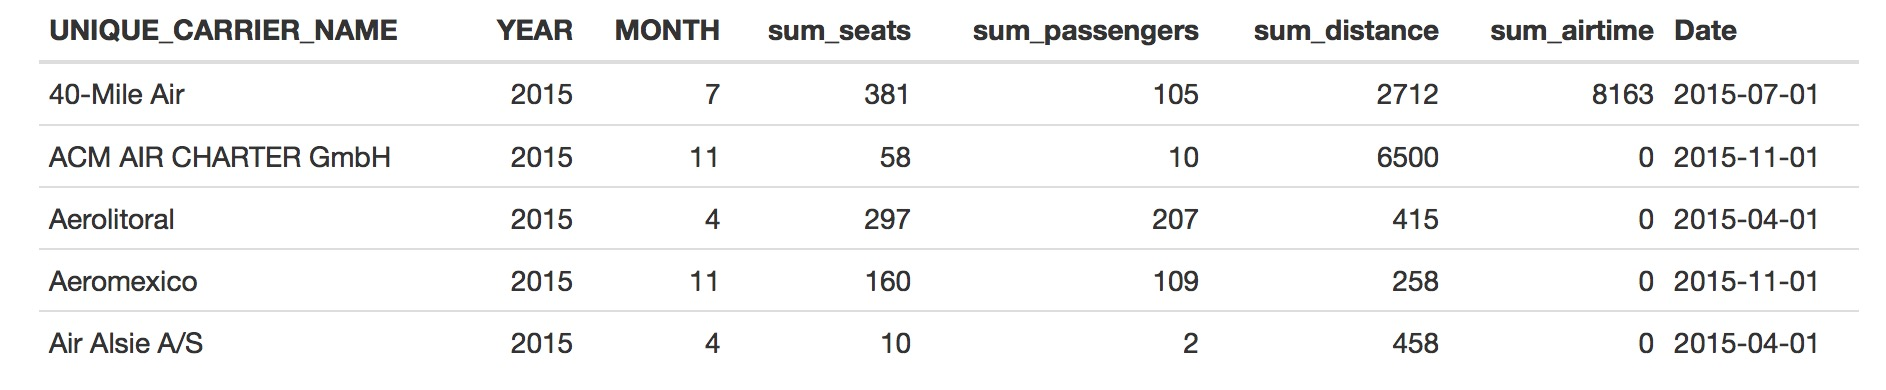 UNIQUE_CARRIER_NAME YEAR MONTH sum_seats sum_passengers sum_distance sum_airtime Date
40-Mile Air 2015 7 381 105 2712 8163 2015-07-01
ACM AIR CHARTER GmbH 2015 11 58 10 6500 0 2015-11-01
Aerolitoral 2015 4 297 207 415 0 2015-04-01
Aeromexico 2015 11 160 109 258 0 2015-11-01
Air Alsie A/S 2015 4 10 2 458 0 2015-04-01